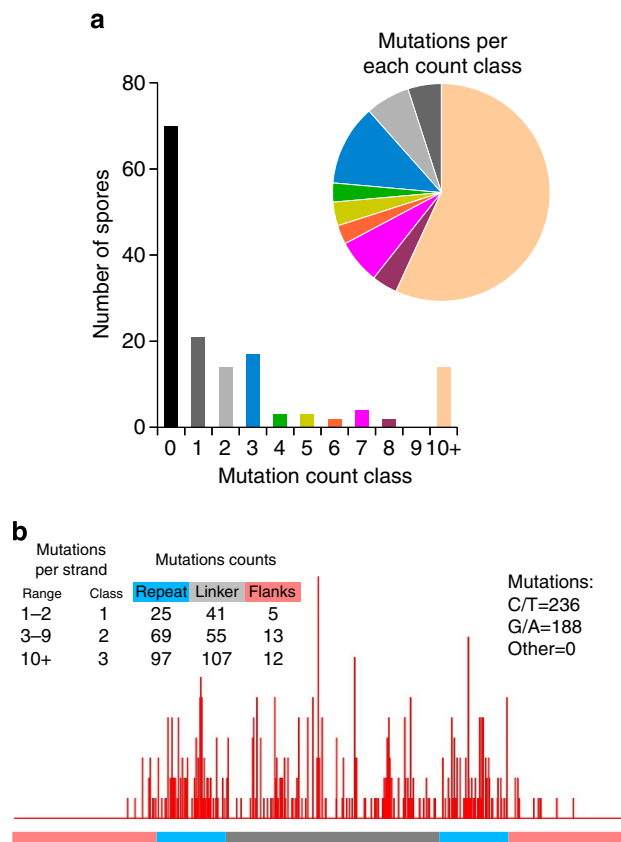 a
Mutations per
each count class
80
60
40
20
0
Number of spores
0 1 2 3 4 5 6 7 8 9 10+
Mutation count class
b
Mutations
per strand
Mutations counts
Range Class Repeat Linker Flanks
1–2 1 25 41 5
3–9 2 69 55 13
10+ 3 97 107 12
Mutations:
C/T=236
G/A=188
Other=0